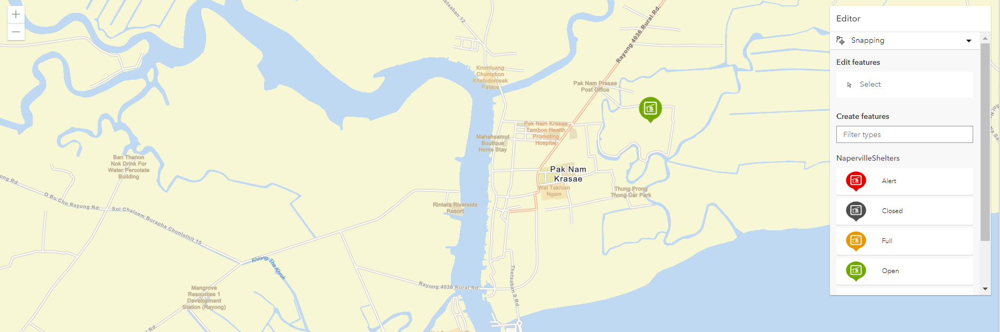 Thetsaban 12
Rayong 4036 Rural Rd.
Kromluang
Chumphon
Khetudomsak
Palace
Pak Nam Prasae
Post Office
Pak Nam Krasae
Tambon Health
Promoting
Hospital
Mahahsamut
Boutique
Home Stay
Ban Thanon
Nok Drink For
Water Percolate
Building
Pak Nam
Krasae
Wat Takhian
Ngam
Thung Prong
Thong Car Park
ong Rd.
O Bo Cho Rayong Rd.
Soi Chaloem Burapha Chonlathit 15
Rintara Riverside
Resort
Khlong Tha Khrok
Mangrove
Resources 1
Development
Station (Rayong)
Rayong 4036 Rural Rd.
Thetsaban 9 Rd.
Rd.
Editor
Snapping
Edit features
Select
Create features
Filter types
NapervilleShelters
S Alert
S Closed
S Full
S Open